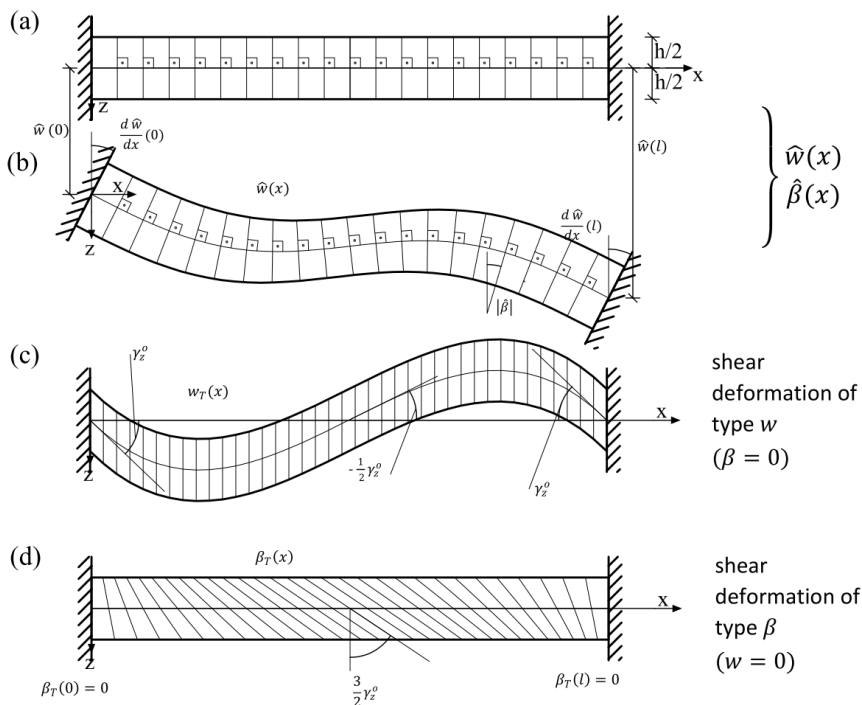 (a)
h/2
h/2
x
z
ŵ(0)
dŵ/dx (0)
ŵ(l)
ŵ(x)
β̂(x)
(b)
x
z
ŵ(x)
dŵ/dx (l)
|β̂|
(c)
γ_z^o
w_T(x)
x
z
-1/2 γ_z^o
γ_z^o
shear
deformation of
type w
(β = 0)
(d)
β_T(x)
x
z
β_T(0) = 0
3/2 γ_z^o
β_T(l) = 0
shear
deformation of
type β
(w = 0)